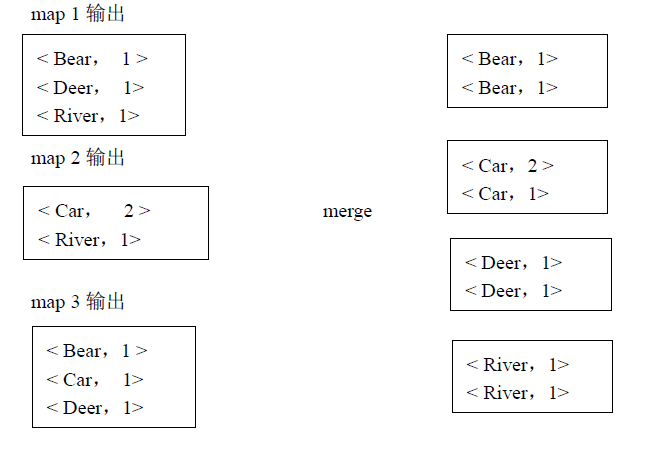 map 1 输出
< Bear， 1 >
< Deer， 1>
< River，1>
map 2 输出
< Car， 2 >
< River，1>
map 3 输出
< Bear，1 >
< Car， 1>
< Deer，1>
merge
< Bear，1>
< Bear，1>
< Car，2 >
< Car，1>
< Deer，1>
< Deer，1>
< River，1>
< River，1>